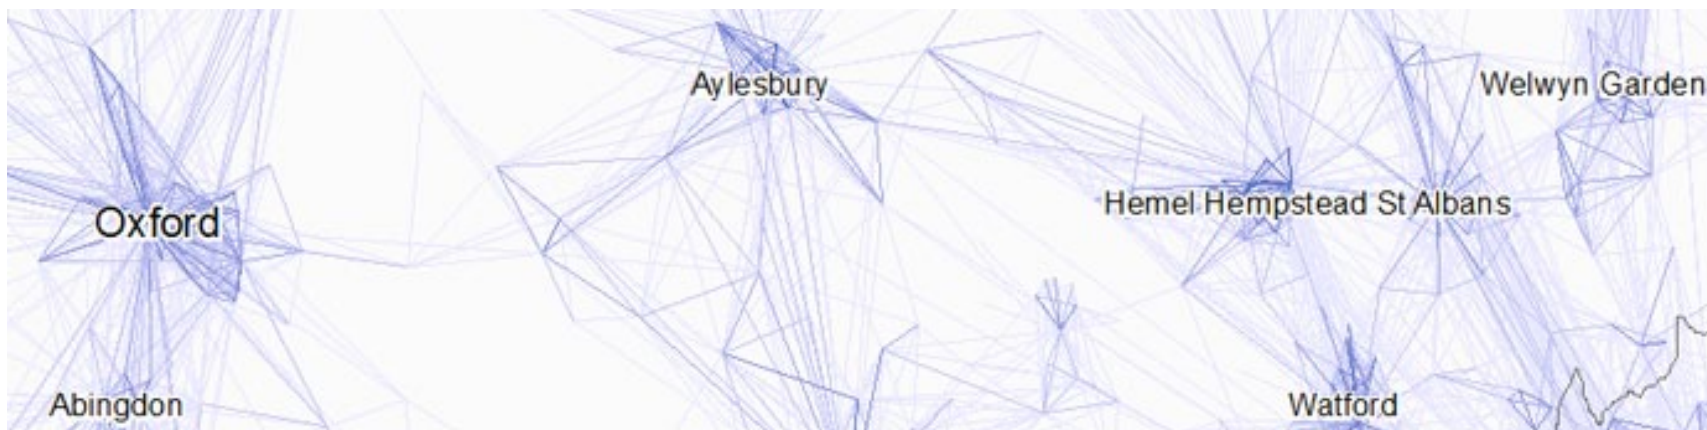 Aylesbury
Welwyn Garden
Hemel Hempstead St Albans
Oxford
Abingdon
Watford